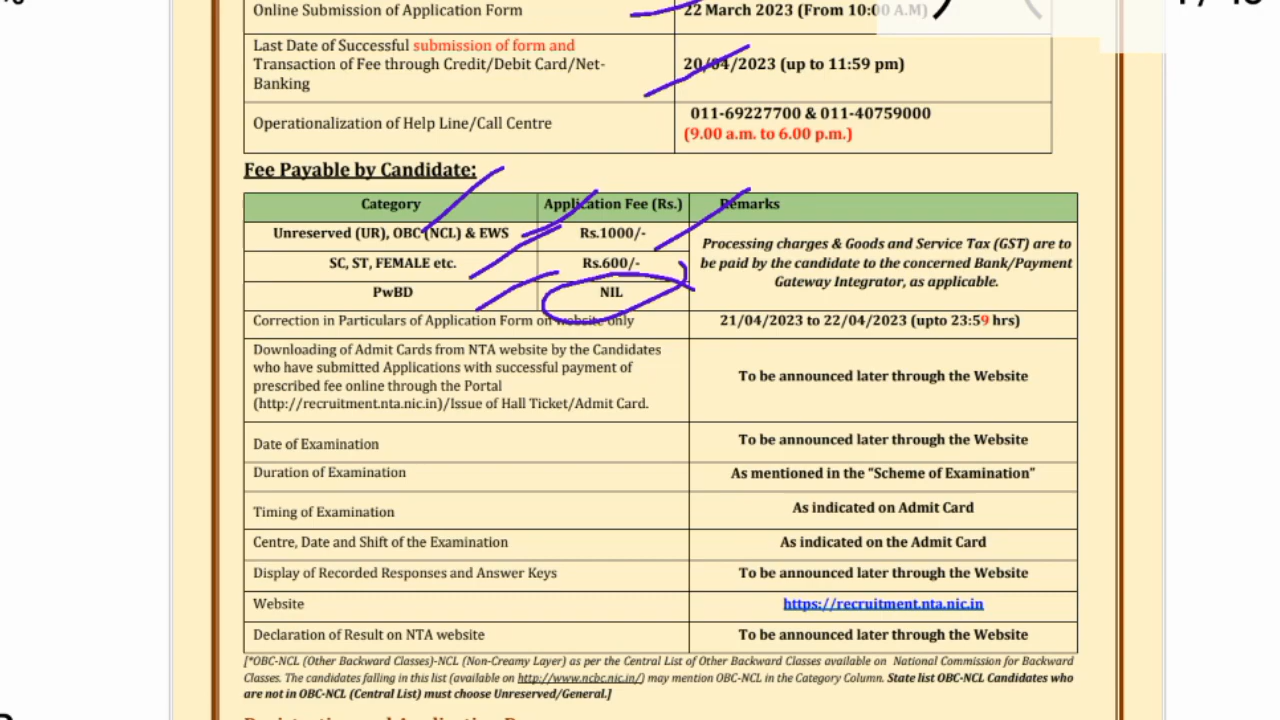 Online Submission of Application Form
22 March 2023 (From 10:00 A.M)
Last Date of Successful submission of form and
Transaction of Fee through Credit/Debit Card/Net-
Banking
20/04/2023 (up to 11:59 pm)
Operationalization of Help Line/Call Centre
011-69227700 & 011-40759000
(9.00 a.m. to 6.00 p.m.)
Fee Payable by Candidate:
Category
Application Fee (Rs.)
Remarks
Unreserved (UR), OBC (NCL) & EWS
Rs.1000/-
SC, ST, FEMALE etc.
Rs.600/-
PwBD
NIL
Processing charges & Goods and Service Tax (GST) are to
be paid by the candidate to the concerned Bank/Payment
Gateway Integrator, as applicable.
Correction in Particulars of Application Form on website only
21/04/2023 to 22/04/2023 (upto 23:59 hrs)
Downloading of Admit Cards from NTA website by the Candidates
who have submitted Applications with successful payment of
prescribed fee online through the Portal
(http://recruitment.nta.nic.in)/Issue of Hall Ticket/Admit Card.
To be announced later through the Website
Date of Examination
To be announced later through the Website
Duration of Examination
As mentioned in the "Scheme of Examination"
Timing of Examination
As indicated on Admit Card
Centre, Date and Shift of the Examination
As indicated on the Admit Card
Display of Recorded Responses and Answer Keys
To be announced later through the Website
Website
https://recruitment.nta.nic.in
Declaration of Result on NTA website
To be announced later through the Website
[*OBC-NCL (Other Backward Classes)-NCL (Non-Creamy Layer) as per the Central List of Other Backward Classes available on National Commission for Backward
Classes. The candidates falling in this list (available on http://www.ncbc.nic.in/) may mention OBC-NCL in the Category Column. State list OBC-NCL Candidates who
are not in OBC-NCL (Central List) must choose Unreserved/General.]